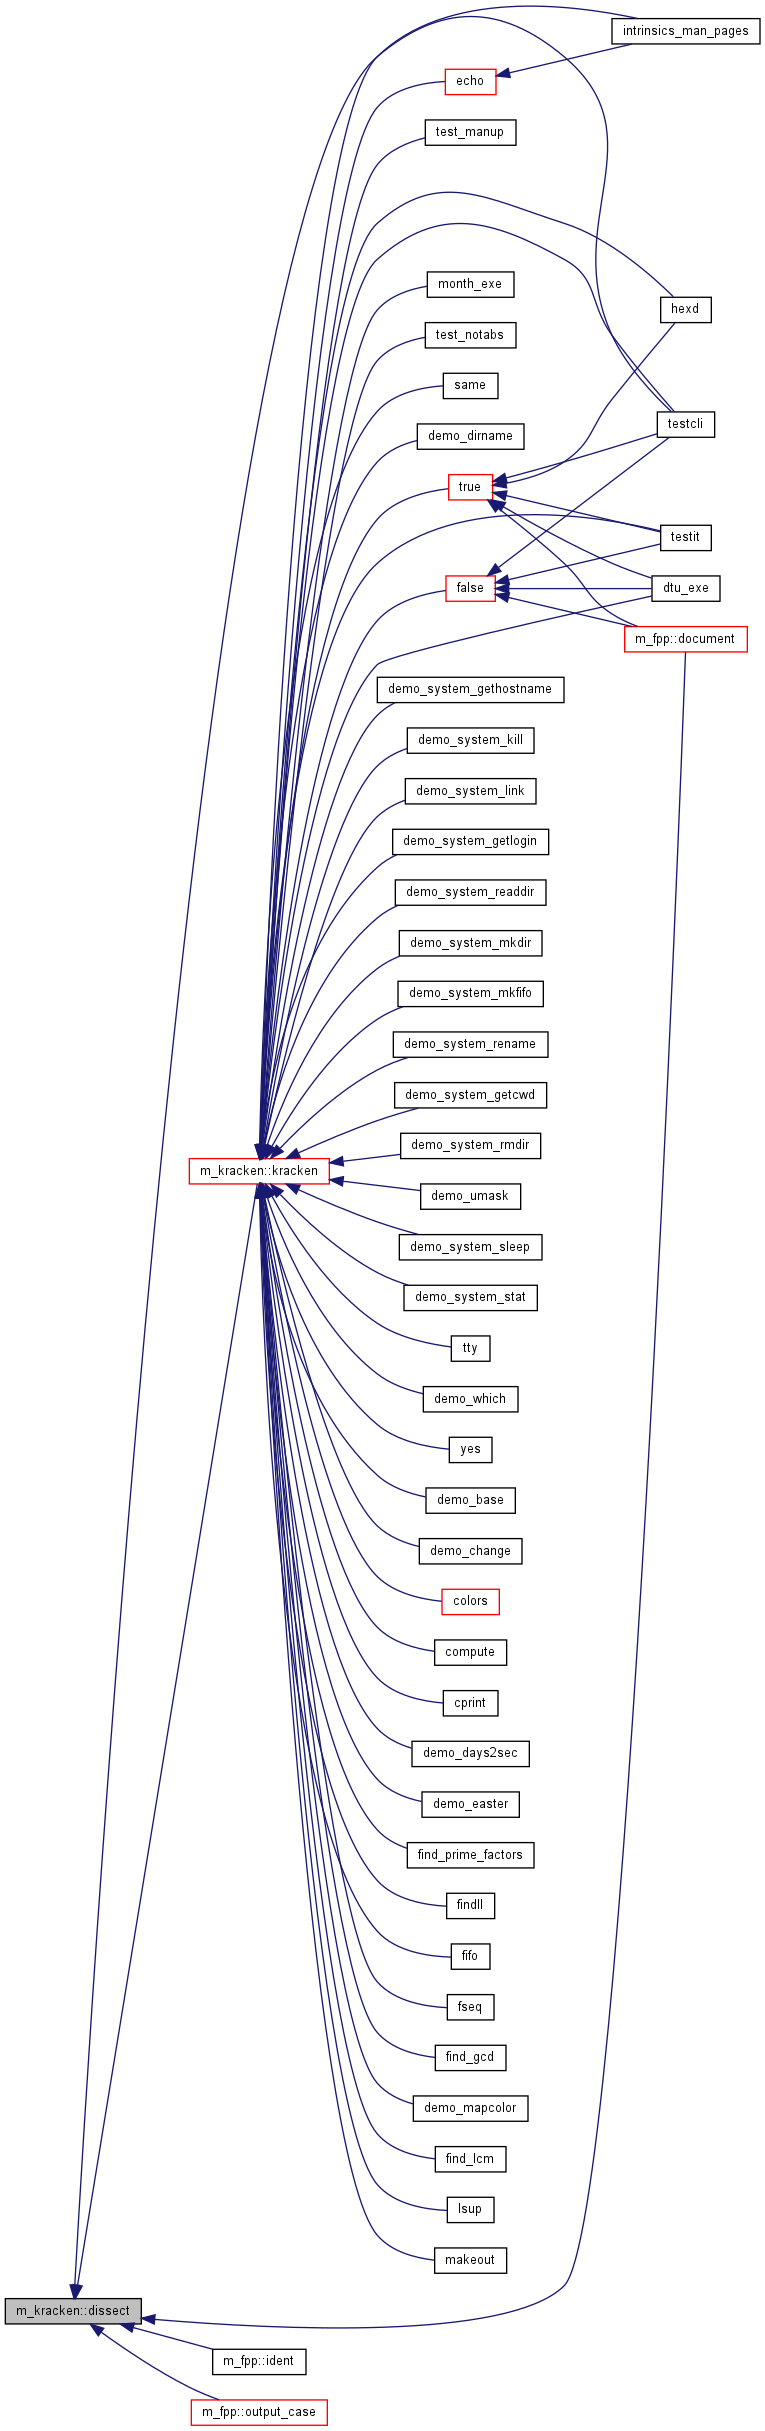 intrinsics_man_pages
echo
test_manup
month_exe
hexd
test_notabs
same
testcli
demo_dirname
true
testit
false
dtu_exe
m_fpp::document
demo_system_gethostname
demo_system_kill
demo_system_link
demo_system_getlogin
demo_system_readdir
demo_system_mkdir
demo_system_mkfifo
demo_system_rename
demo_system_getcwd
demo_system_rmdir
m_kracken::kracken
demo_umask
demo_system_sleep
demo_system_stat
tty
demo_which
yes
demo_base
demo_change
colors
compute
cprint
demo_days2sec
demo_easter
find_prime_factors
findll
fifo
fseq
find_gcd
demo_mapcolor
find_lcm
lsup
makeout
m_kracken::dissect
m_fpp::ident
m_fpp::output_case